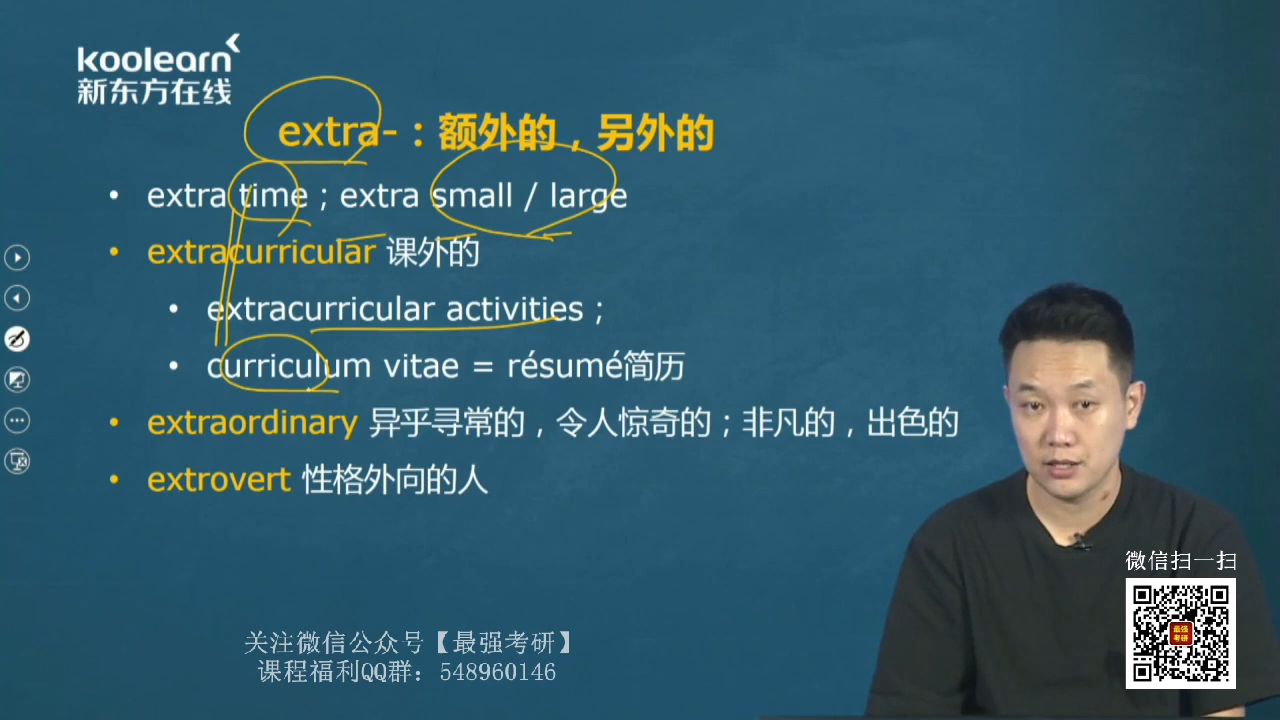 koolearn
新东方在线
extra-：额外的，另外的
• extra time；extra small / large
• extracurricular 课外的
• extracurricular activities；
• curriculum vitae = résumé简历
• extraordinary 异乎寻常的，令人惊奇的；非凡的，出色的
• extrovert 性格外向的人
微信扫一扫
最强
考研
关注微信公众号【最强考研】
课程福利QQ群：548960146